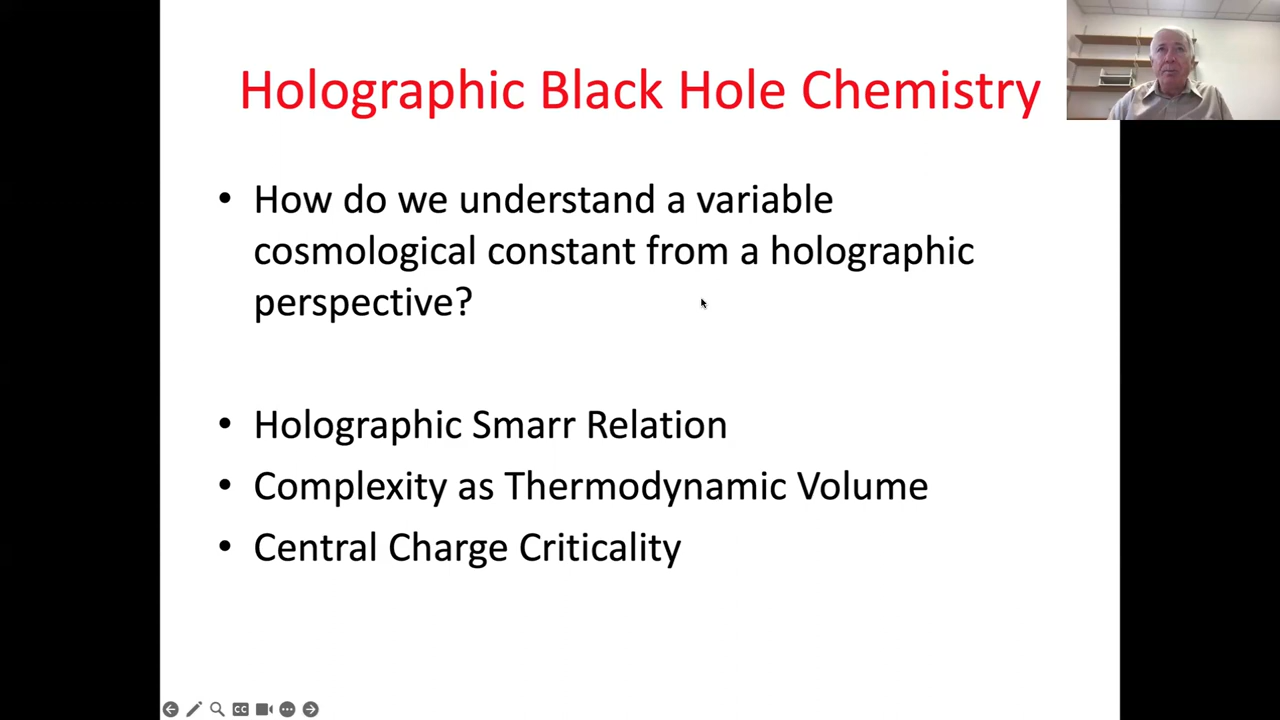 Holographic Black Hole Chemistry
• How do we understand a variable
cosmological constant from a holographic
perspective?
• Holographic Smarr Relation
• Complexity as Thermodynamic Volume
• Central Charge Criticality
CC